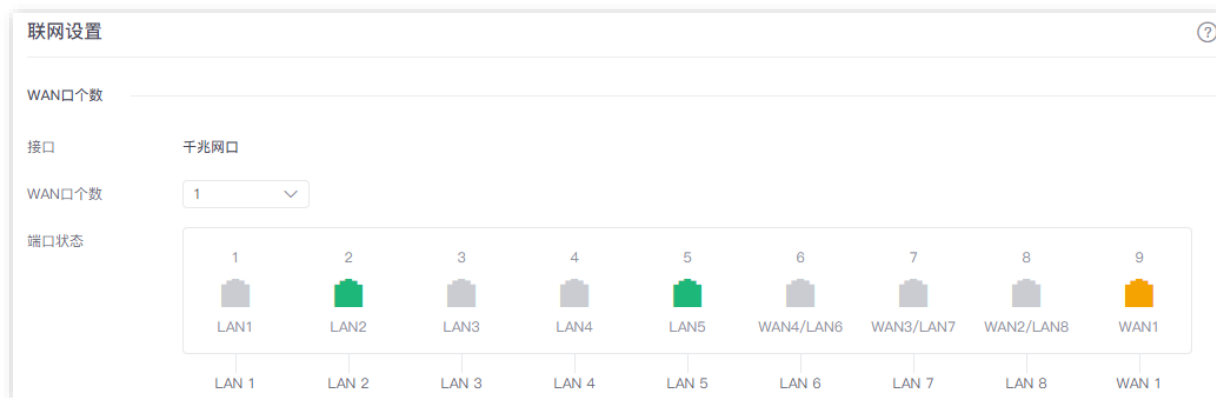 联网设置
?
WAN口个数
接口 千兆网口
WAN口个数 1
端口状态
1 2 3 4 5 6 7 8 9
LAN1 LAN2 LAN3 LAN4 LAN5 WAN4/LAN6 WAN3/LAN7 WAN2/LAN8 WAN1
LAN 1 LAN 2 LAN 3 LAN 4 LAN 5 LAN 6 LAN 7 LAN 8 WAN 1